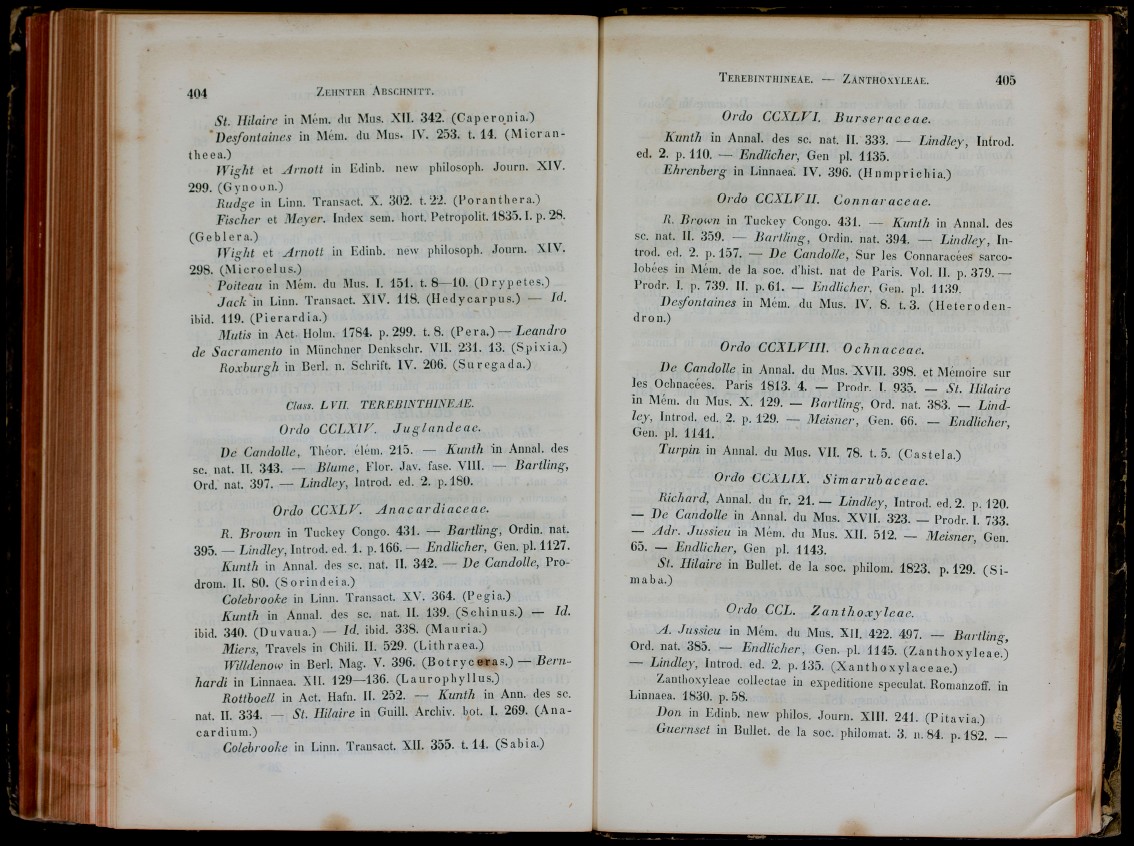 404 ZEHNTER ABSCHNITT.
St. Hilaire in Mém. du Mus. XII. 342. (Caperonia.)
Desfontaines in Mém. du Mus. IV. 253. t. 14. (Micran-
theea.)
Wight et Arnott in Edinb. new philosoph. Journ. XIV.
299. (Gynoon.)
Rudge in Linn. Transact. X. 302. t. 22. (Poranthera.)
Fischer et Meyer. Index sem. hort. Petropolit. 1835. I. p. 28.
(Geblera.)
Wight et Arnott in Edinb. new philosoph. Journ. XIV.
298. (Microelus.)
Poiteau in Mém. du Mus. I. 151. t. 8—10. (Drypetes.)
Jack in Linn. Transact. XIV. 118. (Hedycarpus.) — Id.
ibid. 119. (Pierardia.)
Mutis in Act. Holm. 1784. p. 299. t. 8. (Pera.) — Leandro
de Sacramento in Münchner Denkschr. VII. 231. 13. (Spixia.)
Roxburgh in Berl. n. Schrift. IV. 206. (Suregada.)
Class. LVII. TEREBINTHINEAE.
Ordo CCLXIV. Juglandeae.
De Candolle, Théor. élém. 215. — Kunth in Annal. des
sc. nat. II. 343. — Blume, Flor. Jav. fasc. VIII. — Bartling,
Ord. nat. 397. — Lindley, Introd. ed. 2. p. 180.
Ordo CCXLV. Anacardiaceae.
R. Brown in Tuckey Congo. 431. — Bartling, Ordin. nat.
395. — Lindley, Introd. ed. 1. p. 166. — Endlicher, Gen. pl. 1127.
Kunth in Annal. des sc. nat. II. 342. — De Candolle, Pro-
drom. II. 80. (Sorindeia.)
Colebrooke in Linn. Transact. XV. 364. (Pegia.)
Kunth in Annal. des sc. nat. II. 139. (Schinus.) — Id.
ibid. 340. (Duvaua.) — Id. ibid. 338. (Mauria.)
Miers, Travels in Chili. II. 529. (Lithraea.)
Willdenow in Berl. Mag. V. 396. (Botryceras.) — Bern-
hardi in Linnaea. XII. 129—136. (Laurophyllus.)
Rottboell in Act. Hafn. II. 252. — Kunth in Ann. des sc.
nat. II. 334. — St. Hilaire in Guill. Archiv. bot. I. 269. (Ana-
cardium.)
Colebrooke in Linn. Transact. XII. 355. t. 14. (Sabia.)
TEREBINTHINEAE. — ZANTHOXYLEAE. 405
Ordo CCXLVI. Burseraceae.
Kunth in Annal. des sc. nat. II. 333. — Lindley, Introd.
ed. 2. p. 110. — Endlicher, Gen pl. 1135.
Ehrenberg in Linnaea. IV. 396. (Hnmprichia.)
Ordo CCXLVII. Connaraceae.
R. Brown in Tuckey Congo. 431. — Kunth in Annal. des
sc. nat. II. 359. — Bartling, Ordin. nat. 394. — Lindley, In-
trod. ed. 2. p. 157. — De Candolle, Sur les Connaracées sarco-
lobées in Mém. de la soc. d'hist. nat de Paris. Vol. II. p. 379. —
Prodr. I. p. 739. II. p. 61. — Endlicher, Gen. pl. 1139.
Desfontaines in Mém. du Mus. IV. 8. t. 3. (Heteroden-
dron.)
Ordo CCXLVIII. Ochnaceae.
De Candolle in Annal. du Mus. XVII. 398. et Mémoire sur
les Ochnacées. Paris 1813. 4. — Prodr. I. 935. — St. Hilaire
in Mém. du Mus. X. 129. — Bartling, Ord. nat. 383. — Lind-
ley, Introd. ed. 2. p. 129. — Meisner, Gen. 66. — Endlicher,
Gen. pl. 1141.
Turpin in Annal. du Mus. VII. 78. t. 5. (Castela.)
Ordo CCXLIX. Simarubaceae.
Richard, Annal. du fr. 21. — Lindley, Introd. ed. 2. p. 120.
— De Candolle in Annal. du Mus. XVII. 323. — Prodr. I. 733.
— Adr. Jussieu in Mém. du Mus. XII. 512. — Meisner, Gen.
65. — Endlicher, Gen pl. 1143.
St. Hilaire in Bullet. de la soc. philom. 1823. p. 129. (Si-
maba.)
Ordo CCL. Zanthoxyleae.
A. Jussieu in Mém. du Mus. XII. 422. 497. — Bartling,
Ord. nat. 385. — Endlicher, Gen. pl. 1145. (Zanthoxyleae.)
— Lindley, Introd. ed. 2. p. 135. (Xanthoxylaceae.)
Zanthoxyleae collectae in expeditione speculat. Romanzoff. in
Linnaea. 1830. p. 58.
Don in Edinb. new philos. Journ. XIII. 241. (Pitavia.)
Guernset in Bullet. de la soc. philomat. 3. n. 84. p. 182. —